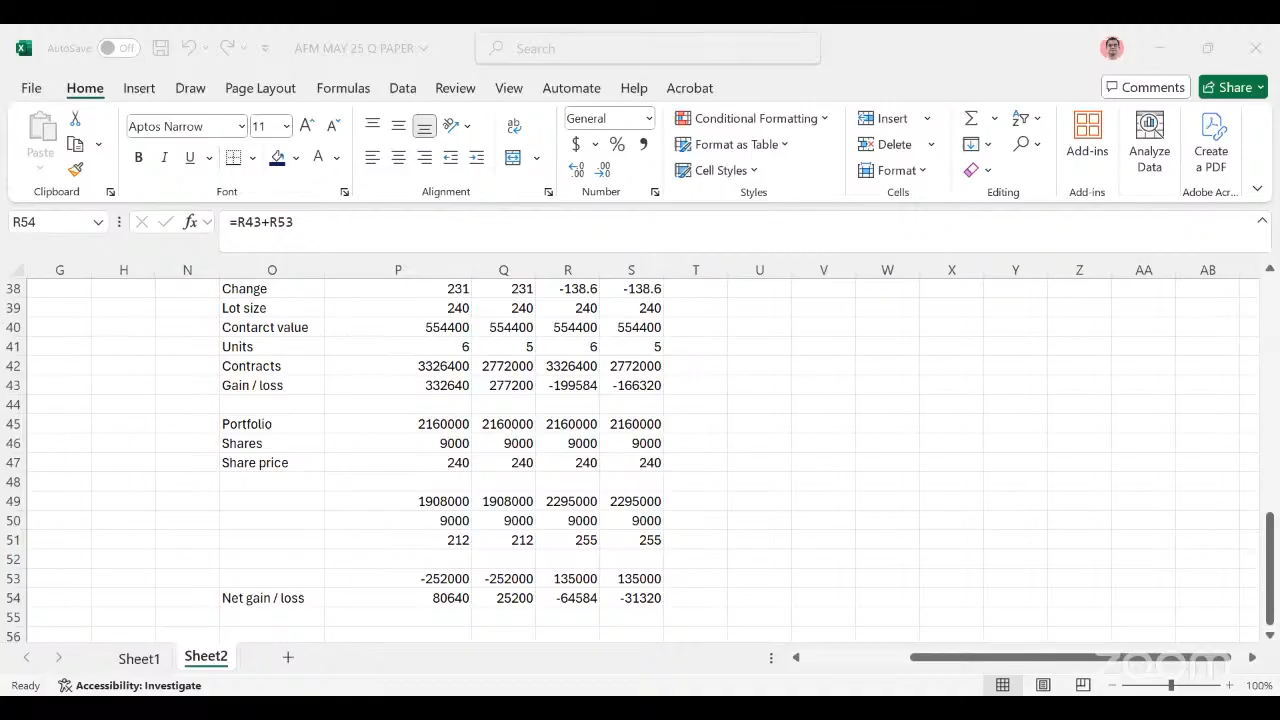 AutoSave Off AFM MAY 25 Q PAPER Search
File Home Insert Draw Page Layout Formulas Data Review View Automate Help Acrobat Comments Share
Paste Aptos Narrow 11 General Conditional Formatting Insert Add-ins Analyze Data Create a PDF
B I U $ % Format as Table Delete
Cell Styles Format
Clipboard Font Alignment Number Styles Cells Editing Add-ins Adobe Acr...
R54 fx =R43+R53
G H N O P Q R S T U V W X Y Z AA AB
38 Change 231 231 -138.6 -138.6
39 Lot size 240 240 240 240
40 Contarct value 554400 554400 554400 554400
41 Units 6 5 6 5
42 Contracts 3326400 2772000 3326400 2772000
43 Gain / loss 332640 277200 -199584 -166320
44
45 Portfolio 2160000 2160000 2160000 2160000
46 Shares 9000 9000 9000 9000
47 Share price 240 240 240 240
48
49 1908000 1908000 2295000 2295000
50 9000 9000 9000 9000
51 212 212 255 255
52
53 -252000 -252000 135000 135000
54 Net gain / loss 80640 25200 -64584 -31320
55
56
Sheet1 Sheet2
zoom
Ready Accessibility: Investigate 100%